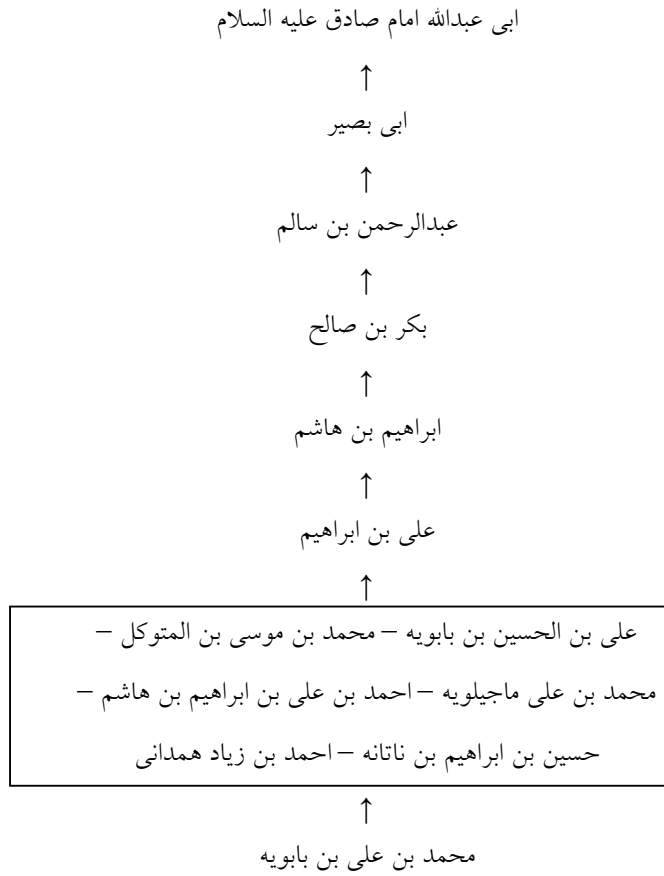 ابی عبدالله امام صادق علیه السلام
↑
ابی بصیر
↑
عبدالرحمن بن سالم
↑
بکر بن صالح
↑
ابراهیم بن هاشم
↑
علی بن ابراهیم
↑
علی بن الحسین بن بابویه – محمد بن موسی بن المتوکل –
محمد بن علی ماجیلویه – احمد بن علی بن ابراهیم بن هاشم –
حسین بن ابراهیم بن ناتانه – احمد بن زیاد همدانی
↑
محمد بن علی بن بابویه